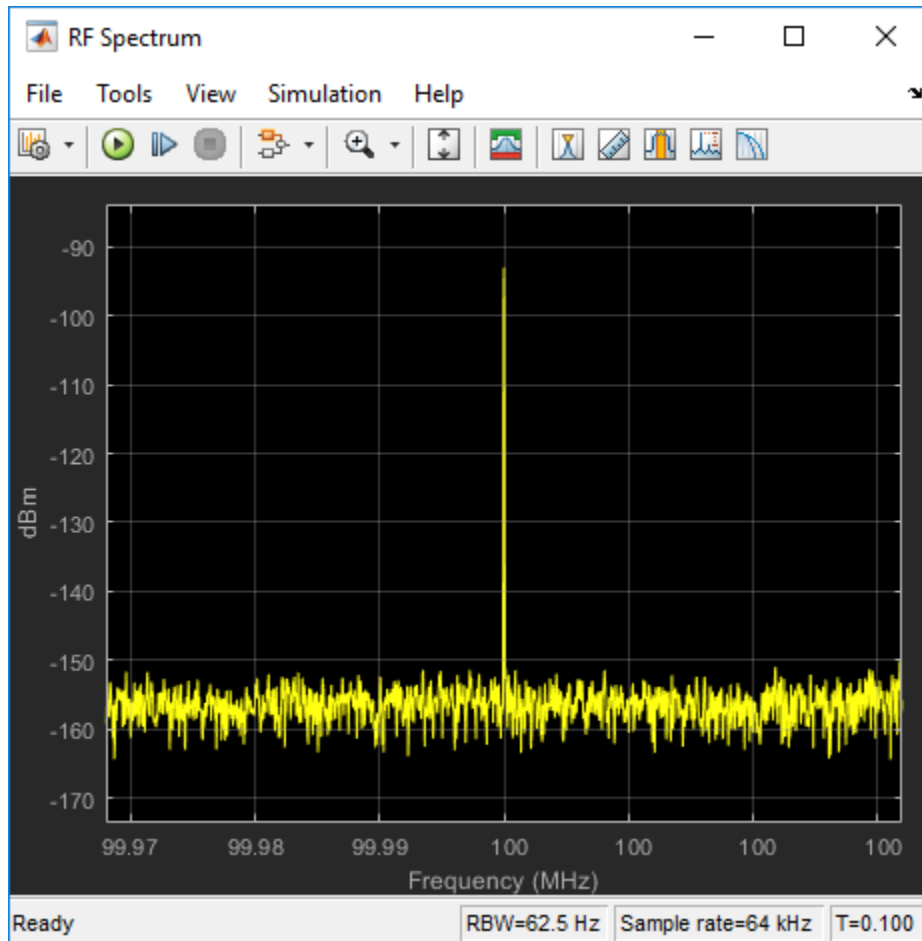 RF Spectrum
File Tools View Simulation Help
-90
-100
-110
-120
-130
-140
-150
-160
-170
dBm
99.97 99.98 99.99 100 100 100 100
Frequency (MHz)
Ready RBW=62.5 Hz Sample rate=64 kHz T=0.100